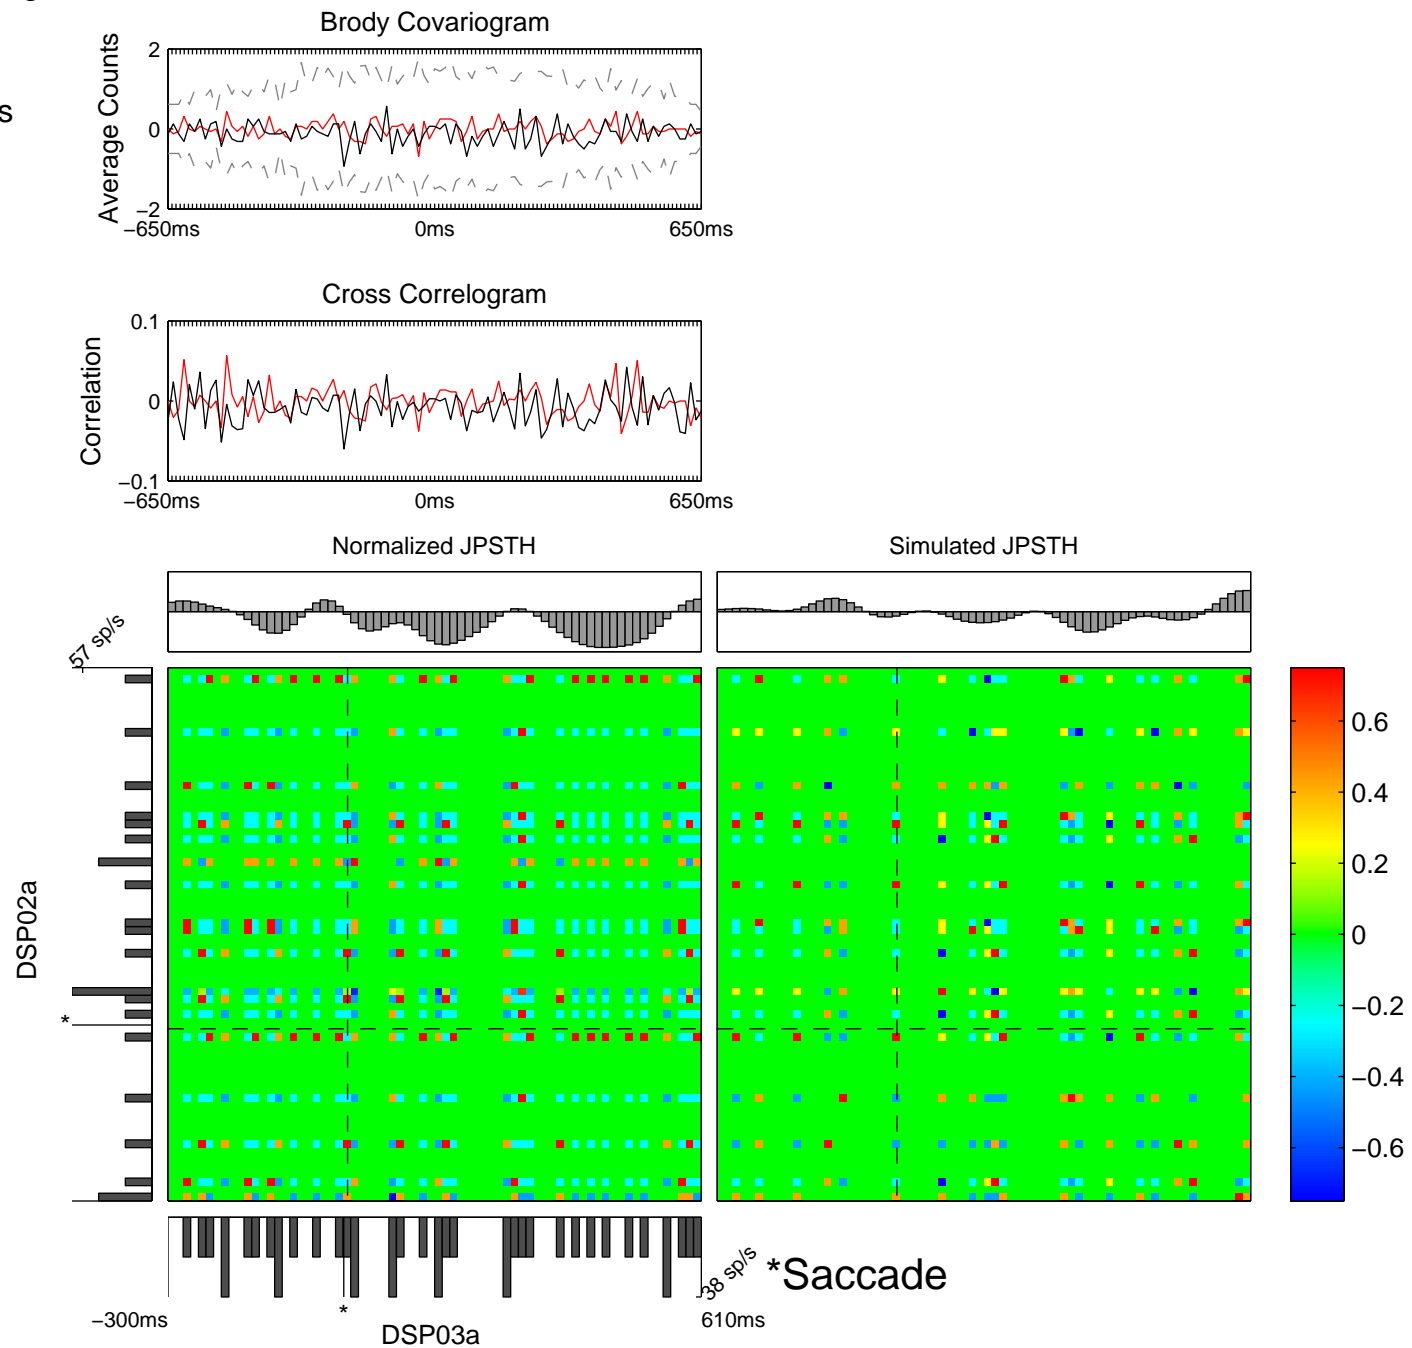 Brody Covariogram
Average Counts
2
0
−2
−650ms
0ms
650ms
s
Cross Correlogram
Correlation
0.1
0
−0.1
−650ms
0ms
650ms
Normalized JPSTH
Simulated JPSTH
57 sp/s
DSP02a
*
0.6
0.4
0.2
0
−0.2
−0.4
−0.6
38 sp/s
*Saccade
*
−300ms
610ms
DSP03a